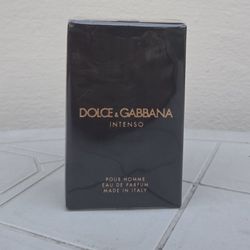 DOLCE & GABBANA
INTENSO
POUR HOMME
EAU DE PARFUM
MADE IN ITALY